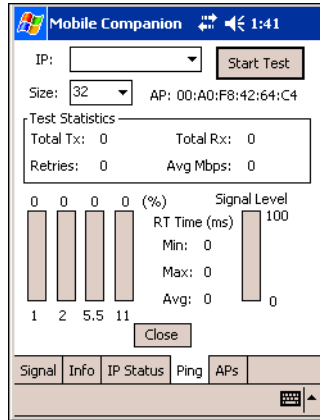 Mobile Companion 1:41
IP: Start Test
Size: 32 AP: 00:A0:F8:42:64:C4
Test Statistics
Total Tx: 0 Total Rx: 0
Retries: 0 Avg Mbps: 0
0 0 0 0 (%) Signal Level
RT Time (ms) 100
Min: 0
Max: 0
Avg: 0 0
1 2 5.5 11
Close
Signal Info IP Status Ping APs